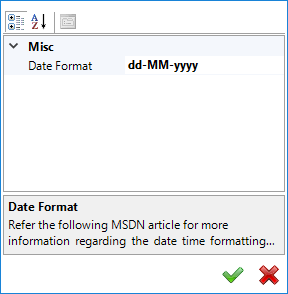 A
Z
Misc
Date Format dd-MM-yyyy
Date Format
Refer the following MSDN article for more
information regarding the date time formatting...